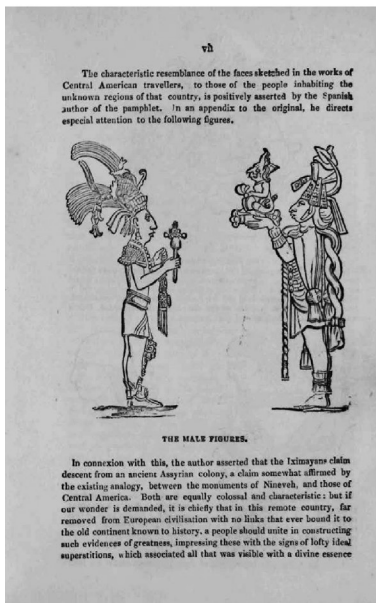 vii
The characteristic resemblance of the faces sketched in the works of
Central American travellers, to those of the people inhabiting the
unknown regions of that country, is positively asserted by the Spanish
author of the pamphlet. In an appendix to the original, he directs
especial attention to the following figures.
THE MALE FIGURES.
In connexion with this, the author asserted that the Iximayans claim
descent from an ancient Assyrian colony, a claim somewhat affirmed by
the existing analogy, between the monuments of Nineveh, and those of
Central America. Both are equally colossal and characteristic: but if
our wonder is demanded, it is chiefly that in this remote country, far
removed from European civilisation with no links that ever bound it to
the old continent known to history, a people should unite in constructing
such evidences of greatness, impressing these with the signs of lofty ideal
superstitions, which associated all that was visible with a divine essence